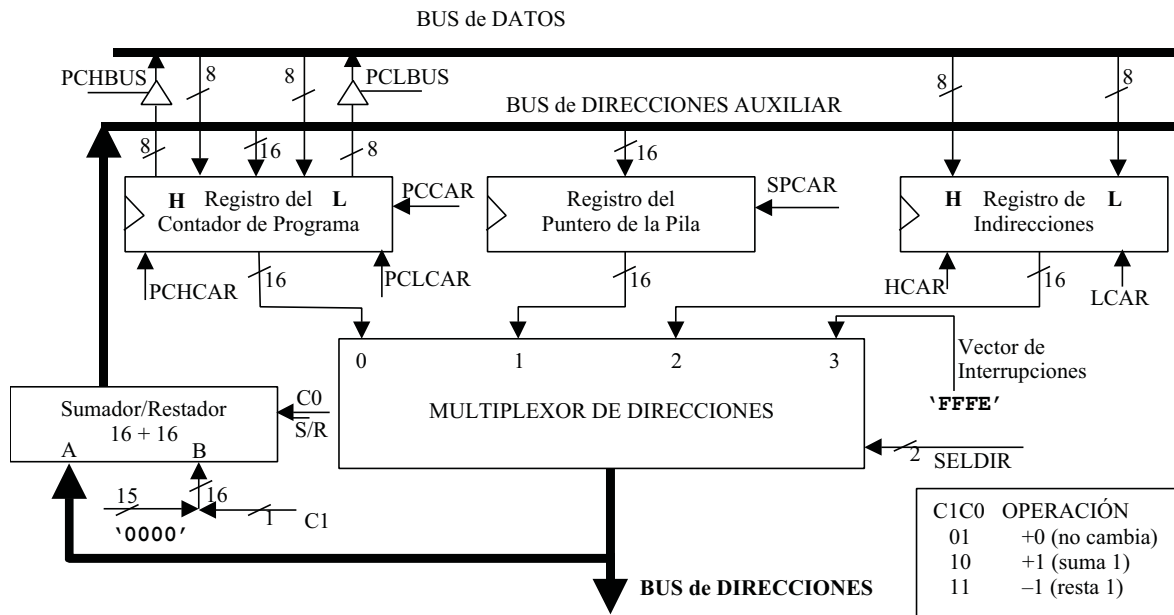 BUS de DATOS
PCHBUS
8
8
PCLBUS
8
8
BUS de DIRECCIONES AUXILIAR
8
16
8
16
H Registro del L
Contador de Programa
PCCAR
Registro del
Puntero de la Pila
SPCAR
H Registro de L
Indirecciones
PCHCAR
16
PCLCAR
16
HCAR
16
LCAR
0
1
2
3
Vector de
Interrupciones
‘FFFE’
Sumador/Restador
16 + 16
A
B
C0
S/R
MULTIPLEXOR DE DIRECCIONES
2
SELDIR
15
16
1
C1
‘0000’
C1C0 OPERACIÓN
01 +0 (no cambia)
10 +1 (suma 1)
11 –1 (resta 1)
BUS de DIRECCIONES